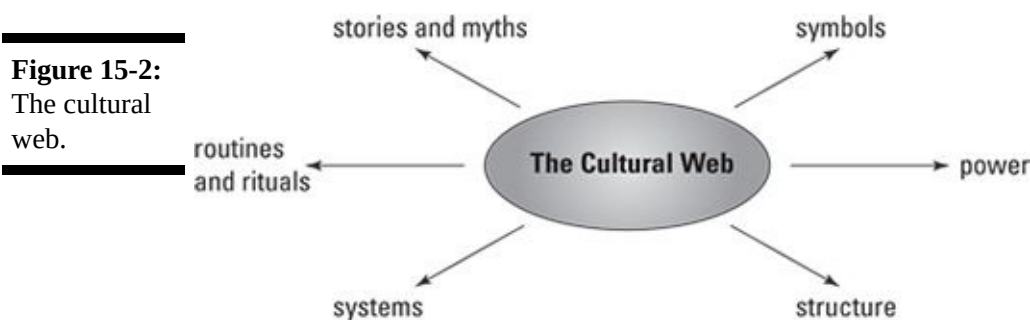 Figure 15-2:
The cultural
web.
stories and myths
symbols
routines
and rituals
The Cultural Web
power
systems
structure